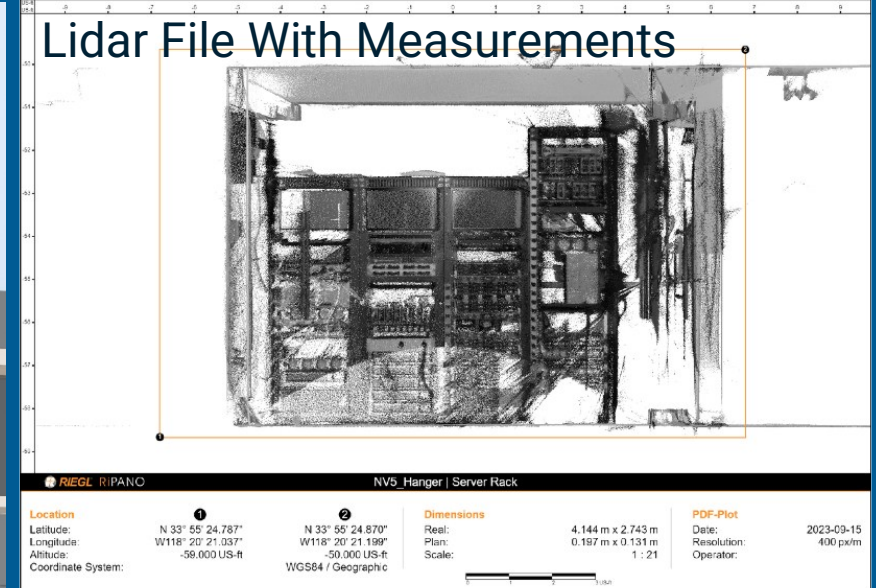 Lidar File With Measurements
RIEGL RiPANO
NV5_Hanger | Server Rack
Location 1 2
Latitude: N 33° 55' 24.787" N 33° 55' 24.870"
Longitude: W118° 20' 21.037" W118° 20' 21.199"
Altitude: -59.000 US-ft -50.000 US-ft
Coordinate System: WGS84 / Geographic
Dimensions
Real: 4.144 m x 2.743 m
Plan: 0.197 m x 0.131 m
Scale: 1 : 21
PDF-Plot
Date: 2023-09-15
Resolution: 400 px/m
Operator: